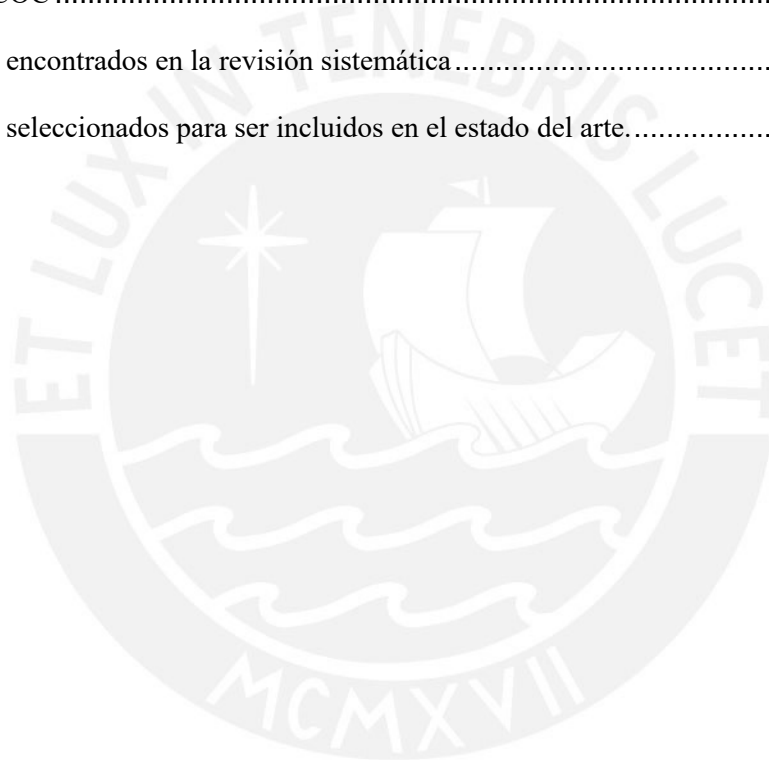 encontrados en la revisión sistemática..................................
seleccionados para ser incluidos en el estado del arte..................
ET LUX IN TENEBRIS LUCET
MCMXVII